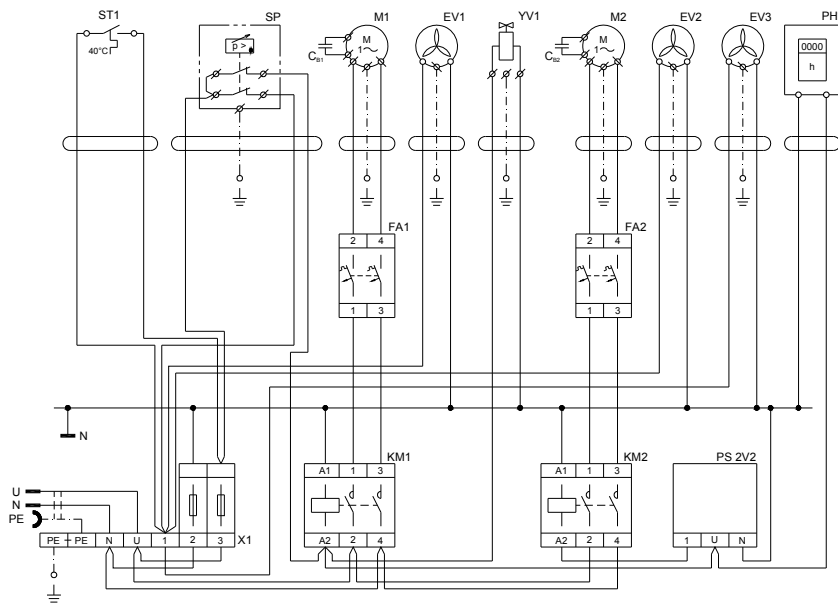 ST1 SP M1 EV1 YV1 M2 EV2 EV3 PH
40°C p > M 1 M 1 0000
C B1 C B2 h
FA1 FA2
2 4 2 4
1 3 1 3
N
KM1 KM2 PS 2V2
A1 1 3 A1 1 3
U
N
PE
PE PE N U 1 2 3 X1 A2 2 4 A2 2 4 1 U N